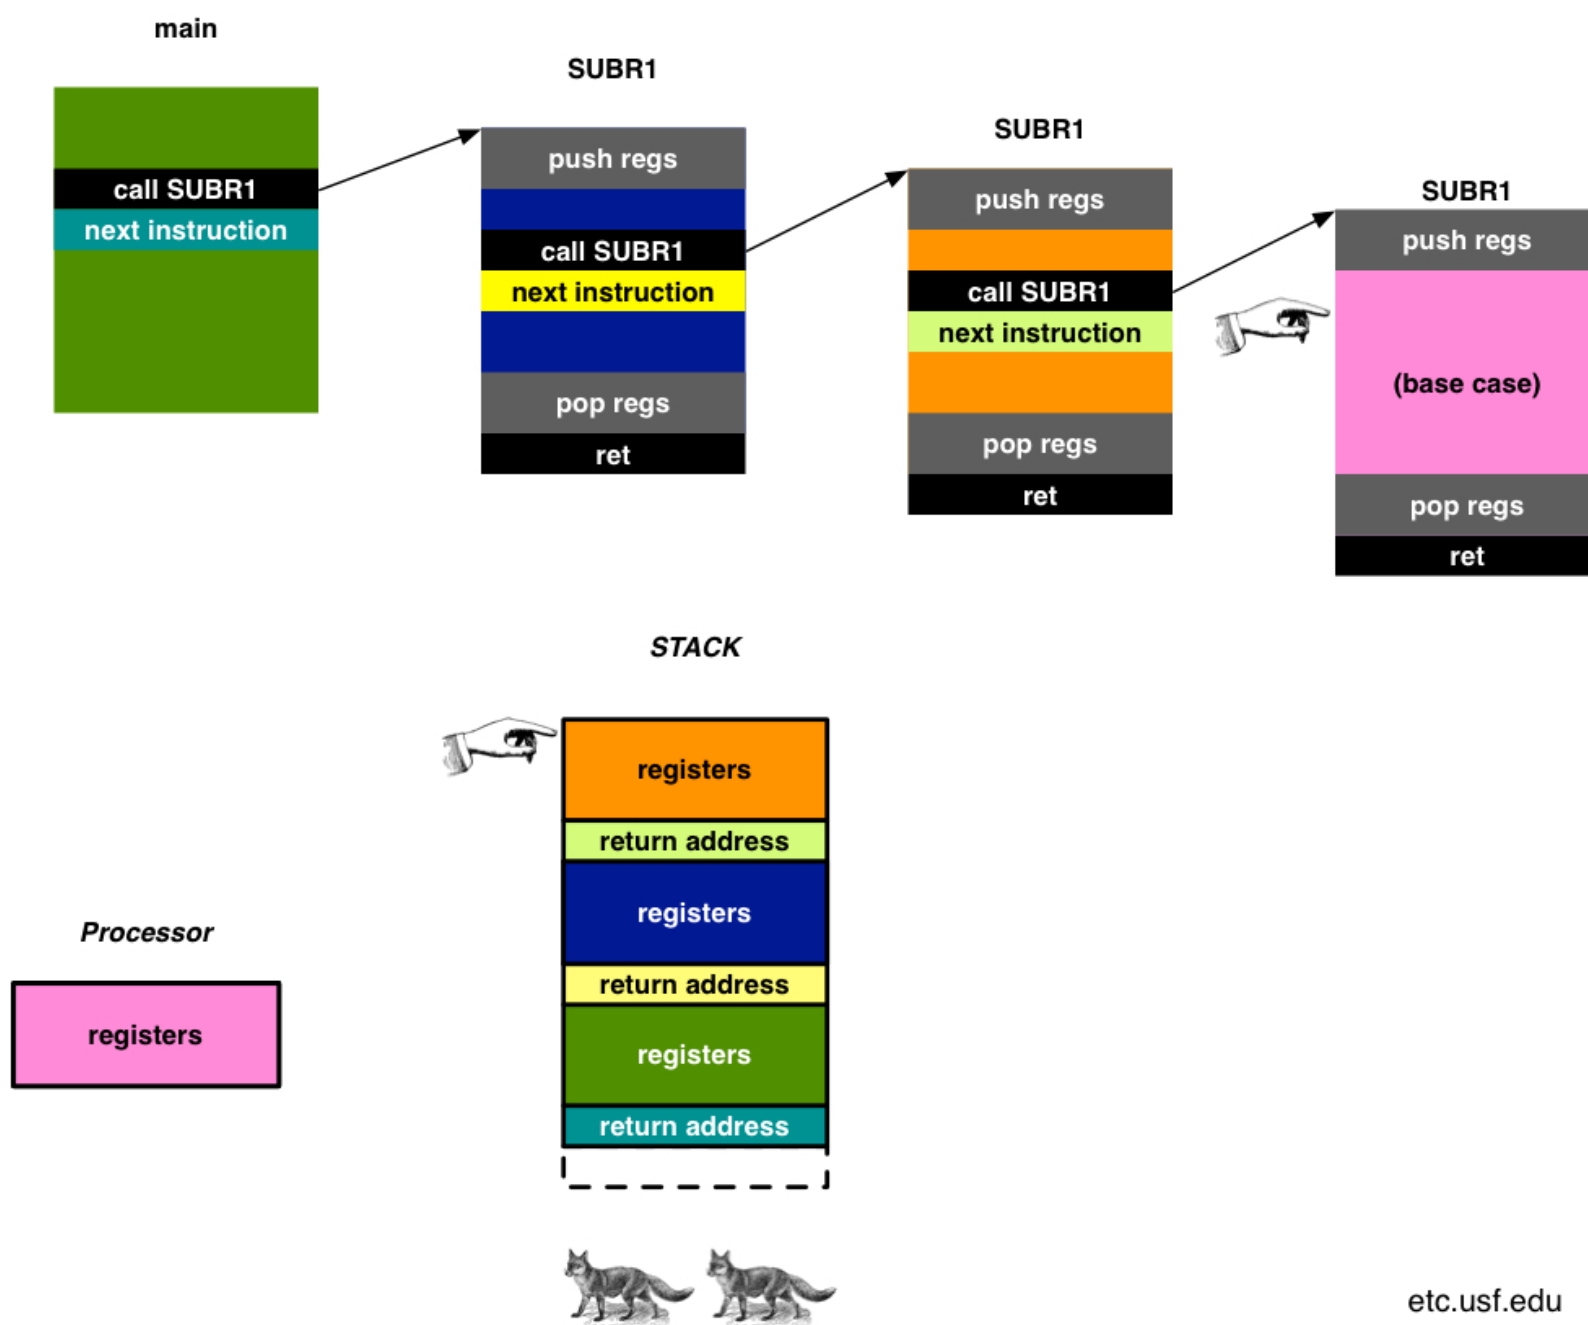 main
call SUBR1
next instruction
SUBR1
push regs
call SUBR1
next instruction
pop regs
ret
SUBR1
push regs
call SUBR1
next instruction
pop regs
ret
SUBR1
push regs
(base case)
pop regs
ret
STACK
registers
return address
registers
return address
registers
return address
Processor
registers
etc.usf.edu